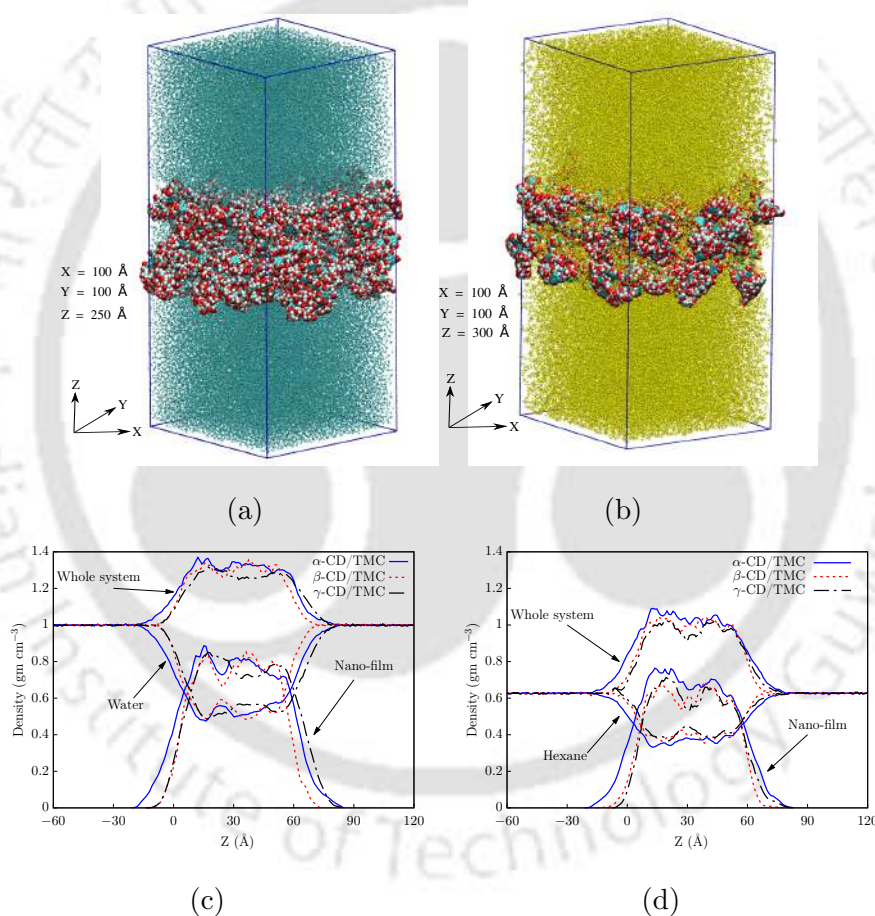 X = 100 Å
Y = 100 Å
Z = 250 Å
Z
Y
X
(a)
X = 100 Å
Y = 100 Å
Z = 300 Å
Z
Y
X
(b)
1.4
1.2
1
0.8
0.6
0.4
0.2
0
Density (gm cm⁻³)
Whole system
α-CD/TMC
β-CD/TMC
γ-CD/TMC
Water
Nano-film
−60 −30 0 30 60 90 120
Z (Å)
(c)
1.4
1.2
1
0.8
0.6
0.4
0.2
0
Density (gm cm⁻³)
Whole system
α-CD/TMC
β-CD/TMC
γ-CD/TMC
Hexane
Nano-film
−60 −30 0 30 60 90 120
Z (Å)
(d)
Institute of Technology